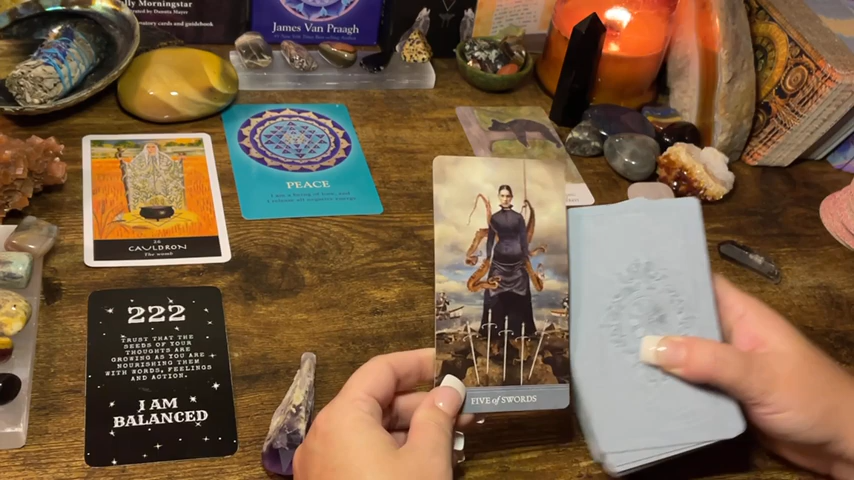 lly Morningstar
James Van Praagh
PEACE
26
CAULDRON
The womb
222
TRUST THAT THE
SEEDS OF YOUR
THOUGHTS ARE
GROWING AS YOU ARE
NOURISHING THEM
WITH WORDS, FEELINGS
AND ACTION.
I AM
BALANCED
FIVE of SWORDS